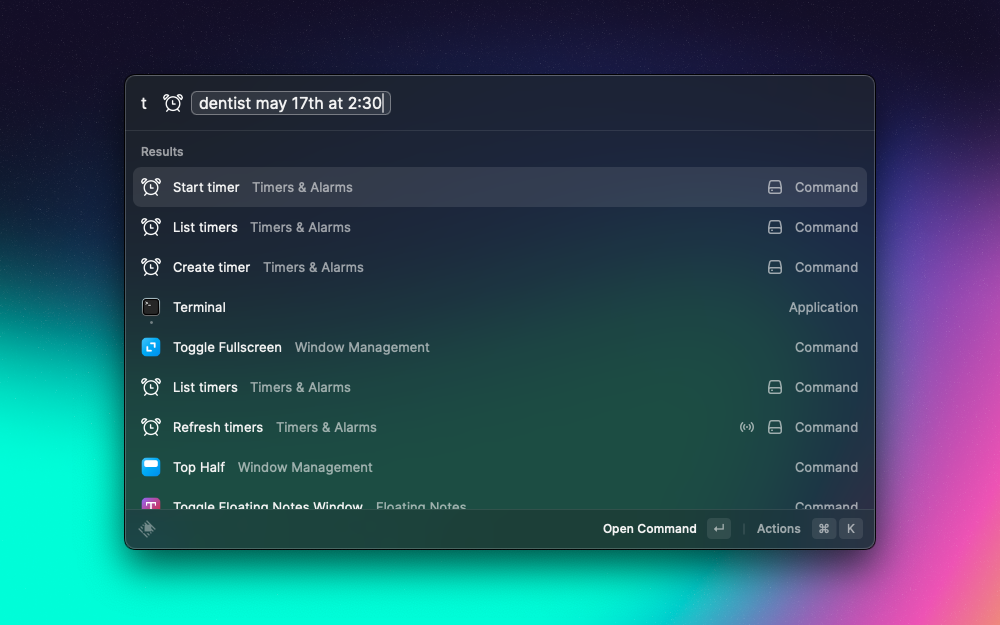 t dentist may 17th at 2:30
Results
Start timer Timers & Alarms Command
List timers Timers & Alarms Command
Create timer Timers & Alarms Command
Terminal Application
Toggle Fullscreen Window Management Command
List timers Timers & Alarms Command
Refresh timers Timers & Alarms Command
Top Half Window Management Command
Toggle Floating Notes Window Floating Notes Command
Open Command ↵ Actions ⌘ K